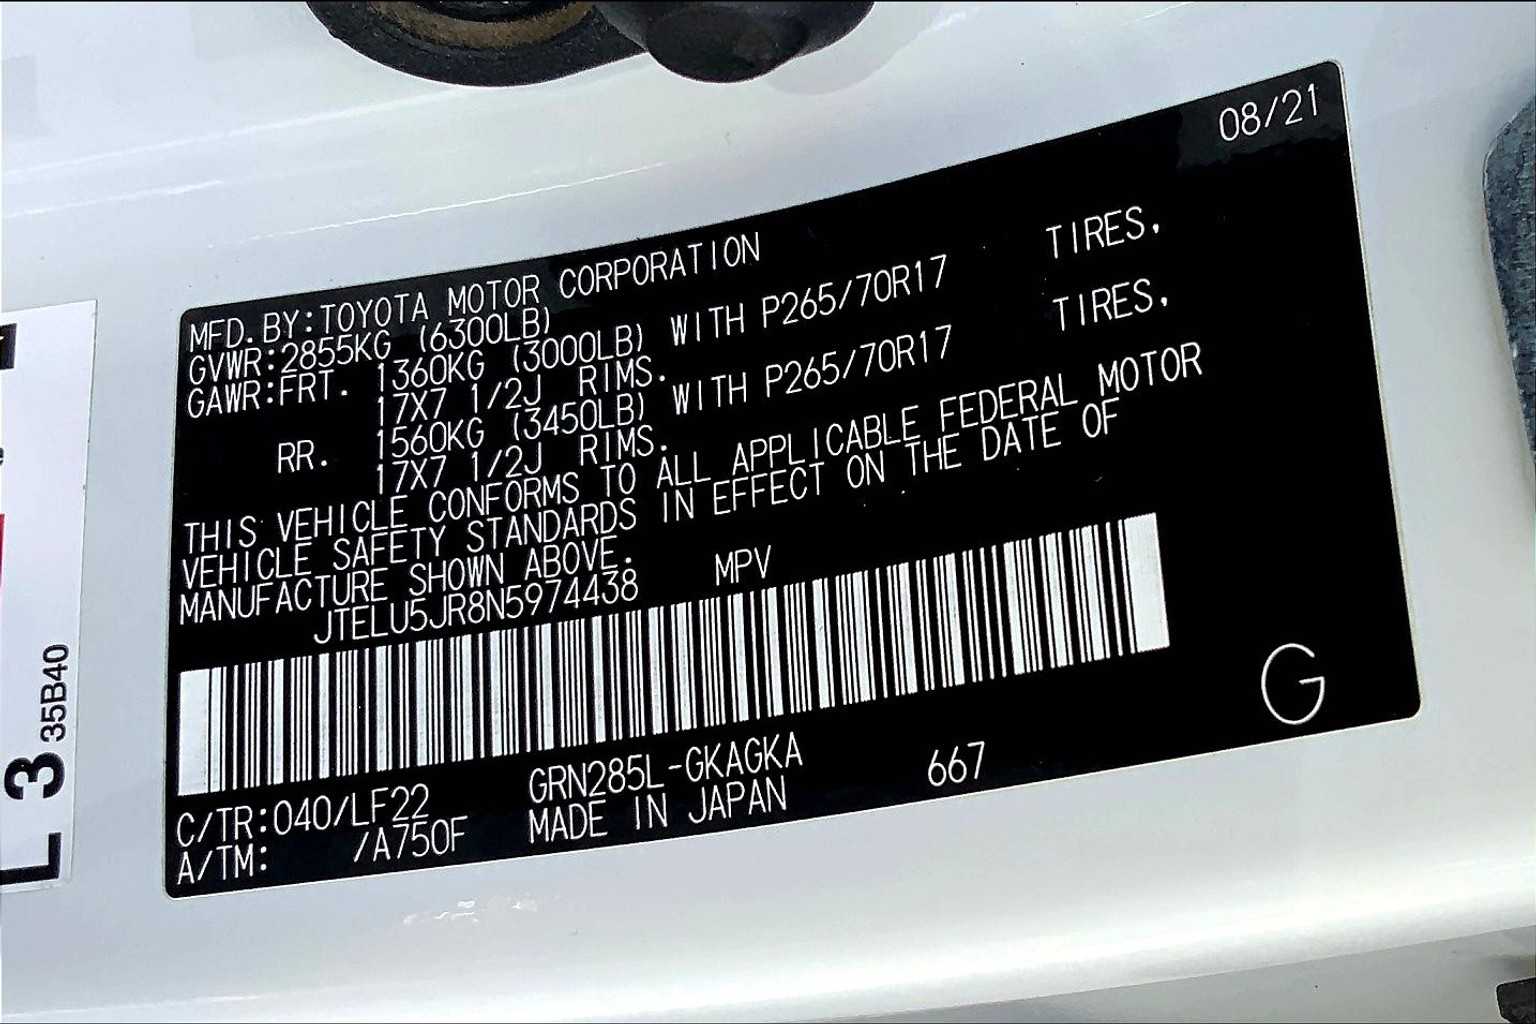 08/21
MFD. BY:TOYOTA MOTOR CORPORATION
GVWR:2855KG (6300LB)
GAWR:FRT. 1360KG (3000LB) WITH P265/70R17 TIRES,
17X7 1/2J RIMS.
RR. 1560KG (3450LB) WITH P265/70R17 TIRES,
17X7 1/2J RIMS.
THIS VEHICLE CONFORMS TO ALL APPLICABLE FEDERAL MOTOR
VEHICLE SAFETY STANDARDS IN EFFECT ON THE DATE OF
MANUFACTURE SHOWN ABOVE.
JTELU5JR8N5974438 MPV
G
C/TR:040/LF22 GRN285L-GKAGKA 667
A/TM: /A750F MADE IN JAPAN
L 3 35B40